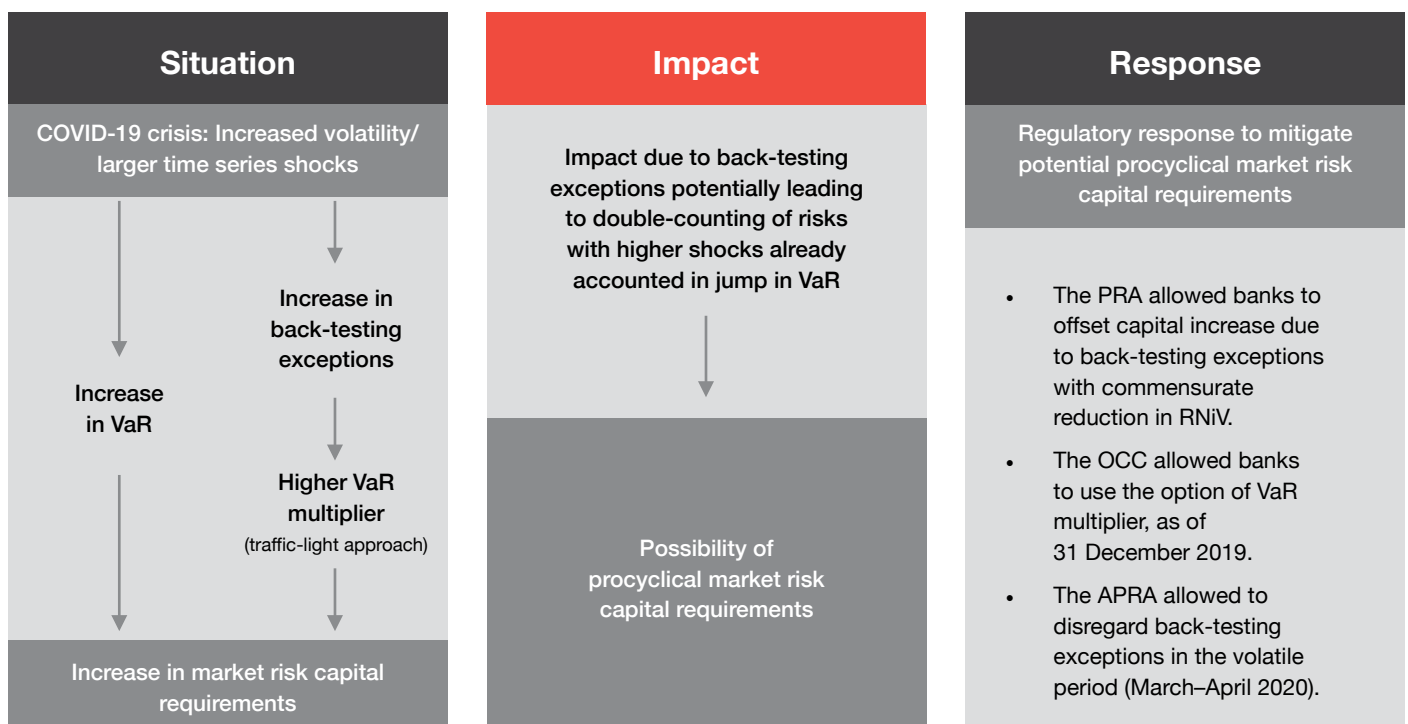 Situation
COVID-19 crisis: Increased volatility/
larger time series shocks
Increase
in VaR
Increase in
back-testing
exceptions
Higher VaR
multiplier
(traffic-light approach)
Increase in market risk capital
requirements
Impact
Impact due to back-testing
exceptions potentially leading
to double-counting of risks
with higher shocks already
accounted in jump in VaR
Possibility of
procyclical market risk
capital requirements
Response
Regulatory response to mitigate
potential procyclical market risk
capital requirements
• The PRA allowed banks to
offset capital increase due
to back-testing exceptions
with commensurate
reduction in RNiV.
• The OCC allowed banks
to use the option of VaR
multiplier, as of
31 December 2019.
• The APRA allowed to
disregard back-testing
exceptions in the volatile
period (March–April 2020).